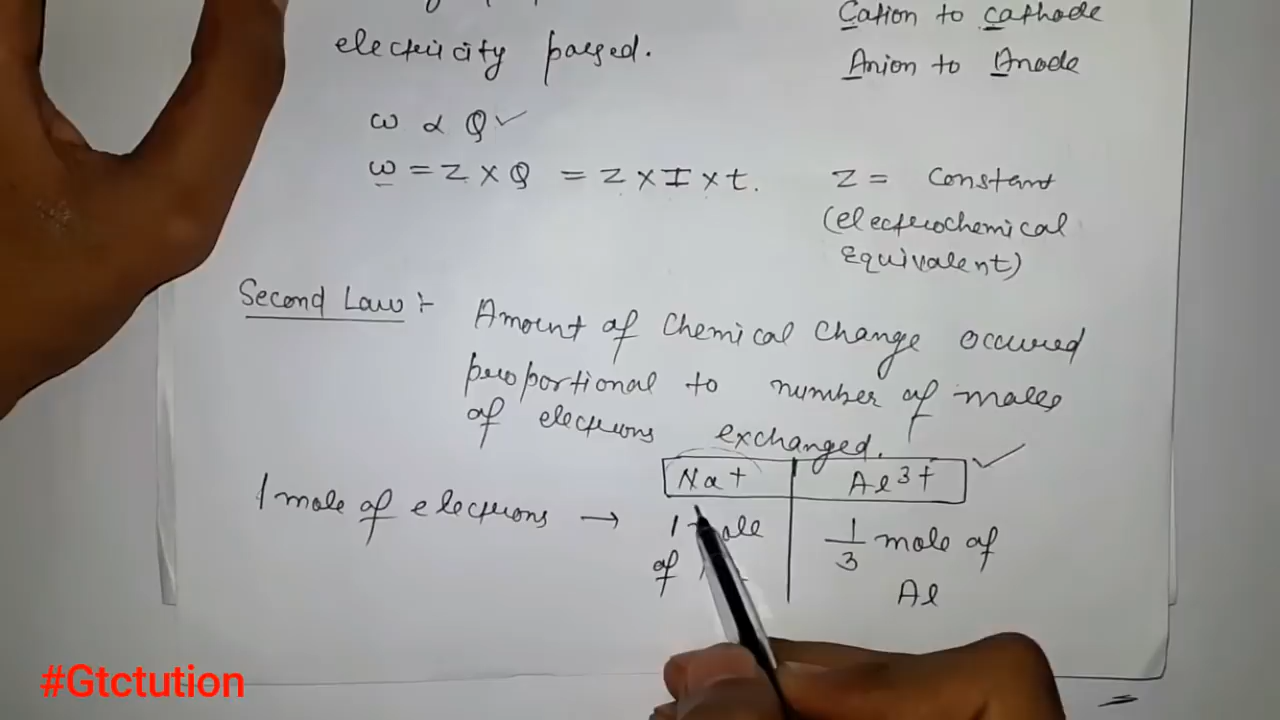 Cation to cathode
electricity passed.
Anion to Anode
ω α Q ✓
ω = Z × Q = Z × I × t.
Z = Constant
(electrochemical
Equivalent)
Second Law :- Amount of Chemical Change occured
proportional to number of moles
of electrons exchanged.
Na+ Al3+ ✓
1 mole of electrons → 1 mole 1/3 mole of
of Al
#Gtctution